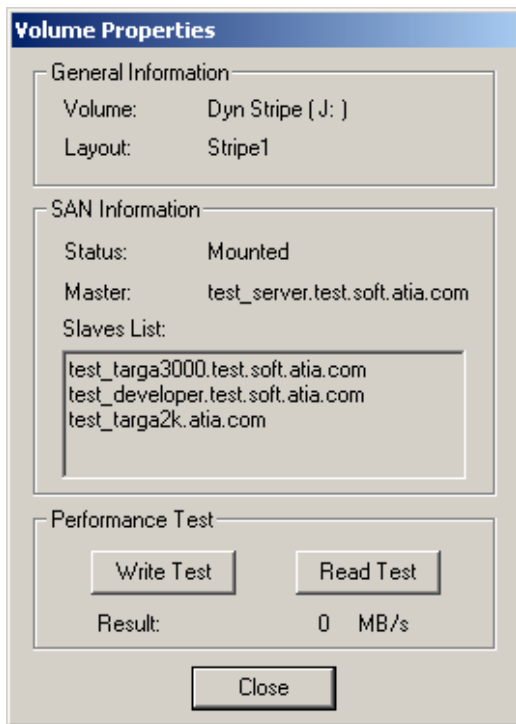 Volume Properties
General Information
Volume: Dyn Stripe ( J: )
Layout: Stripe1
SAN Information
Status: Mounted
Master: test_server.test.soft.atia.com
Slaves List:
test_targa3000.test.soft.atia.com
test_developer.test.soft.atia.com
test_targa2k.atia.com
Performance Test
Write Test Read Test
Result: 0 MB/s
Close